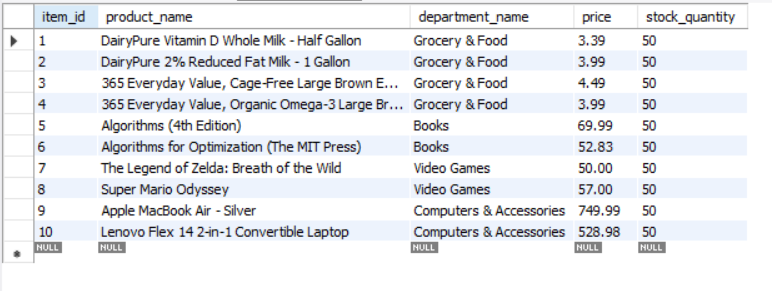 item_id product_name department_name price stock_quantity
1 DairyPure Vitamin D Whole Milk - Half Gallon Grocery & Food 3.39 50
2 DairyPure 2% Reduced Fat Milk - 1 Gallon Grocery & Food 3.99 50
3 365 Everyday Value, Cage-Free Large Brown E... Grocery & Food 4.49 50
4 365 Everyday Value, Organic Omega-3 Large Br... Grocery & Food 3.99 50
5 Algorithms (4th Edition) Books 69.99 50
6 Algorithms for Optimization (The MIT Press) Books 52.83 50
7 The Legend of Zelda: Breath of the Wild Video Games 50.00 50
8 Super Mario Odyssey Video Games 57.00 50
9 Apple MacBook Air - Silver Computers & Accessories 749.99 50
10 Lenovo Flex 14 2-in-1 Convertible Laptop Computers & Accessories 528.98 50
NULL NULL NULL NULL NULL